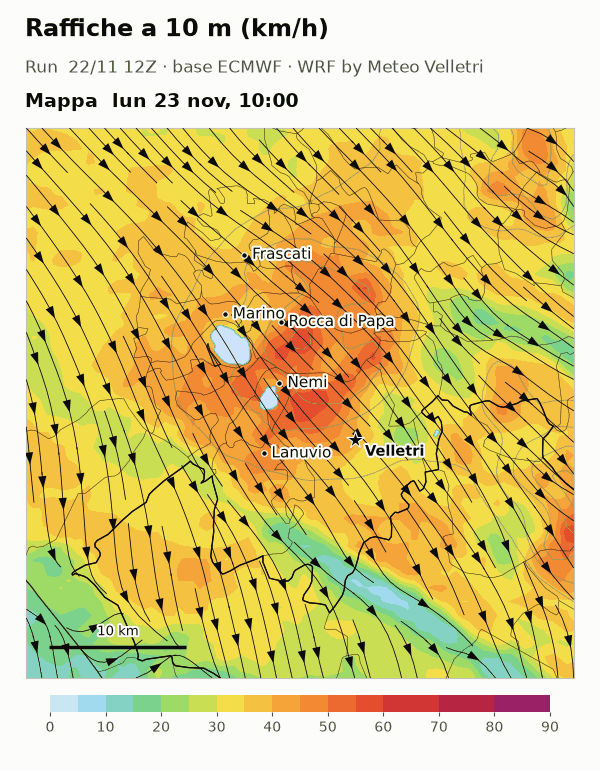 Raffiche a 10 m (km/h)
Run  22/11 12Z · base ECMWF · WRF by Meteo Velletri
Mappa  lun 23 nov, 10:00
Frascati
Marino
Rocca di Papa
Nemi
Lanuvio
Velletri
10 km
0 10 20 30 40 50 60 70 80 90